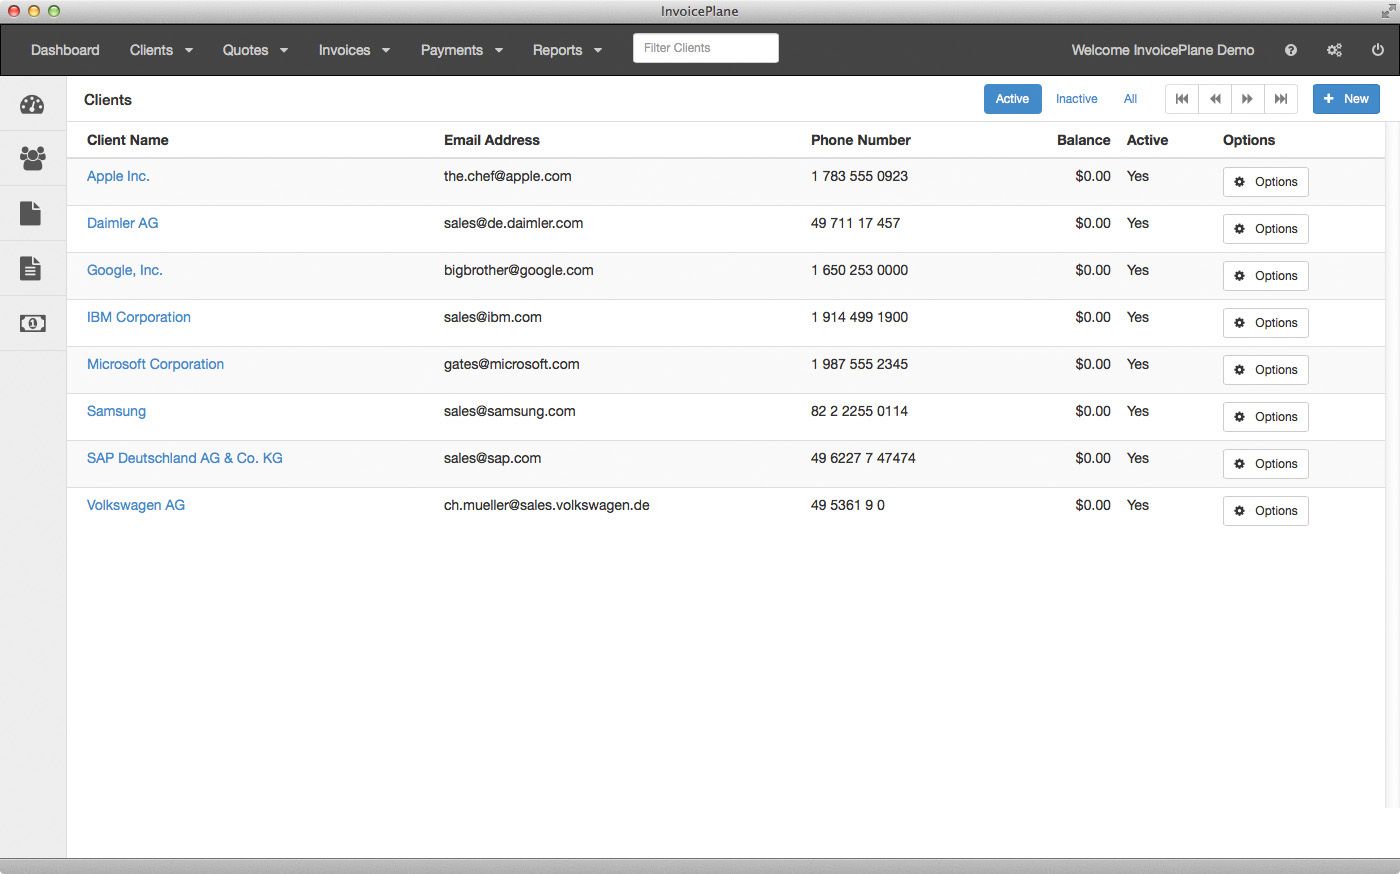 InvoicePlane
Dashboard Clients Quotes Invoices Payments Reports Filter Clients Welcome InvoicePlane Demo
Clients Active Inactive All New
Client Name Email Address Phone Number Balance Active Options
Apple Inc. the.chef@apple.com 1 783 555 0923 $0.00 Yes Options
Daimler AG sales@de.daimler.com 49 711 17 457 $0.00 Yes Options
Google, Inc. bigbrother@google.com 1 650 253 0000 $0.00 Yes Options
IBM Corporation sales@ibm.com 1 914 499 1900 $0.00 Yes Options
Microsoft Corporation gates@microsoft.com 1 987 555 2345 $0.00 Yes Options
Samsung sales@samsung.com 82 2 2255 0114 $0.00 Yes Options
SAP Deutschland AG & Co. KG sales@sap.com 49 6227 7 47474 $0.00 Yes Options
Volkswagen AG ch.mueller@sales.volkswagen.de 49 5361 9 0 $0.00 Yes Options